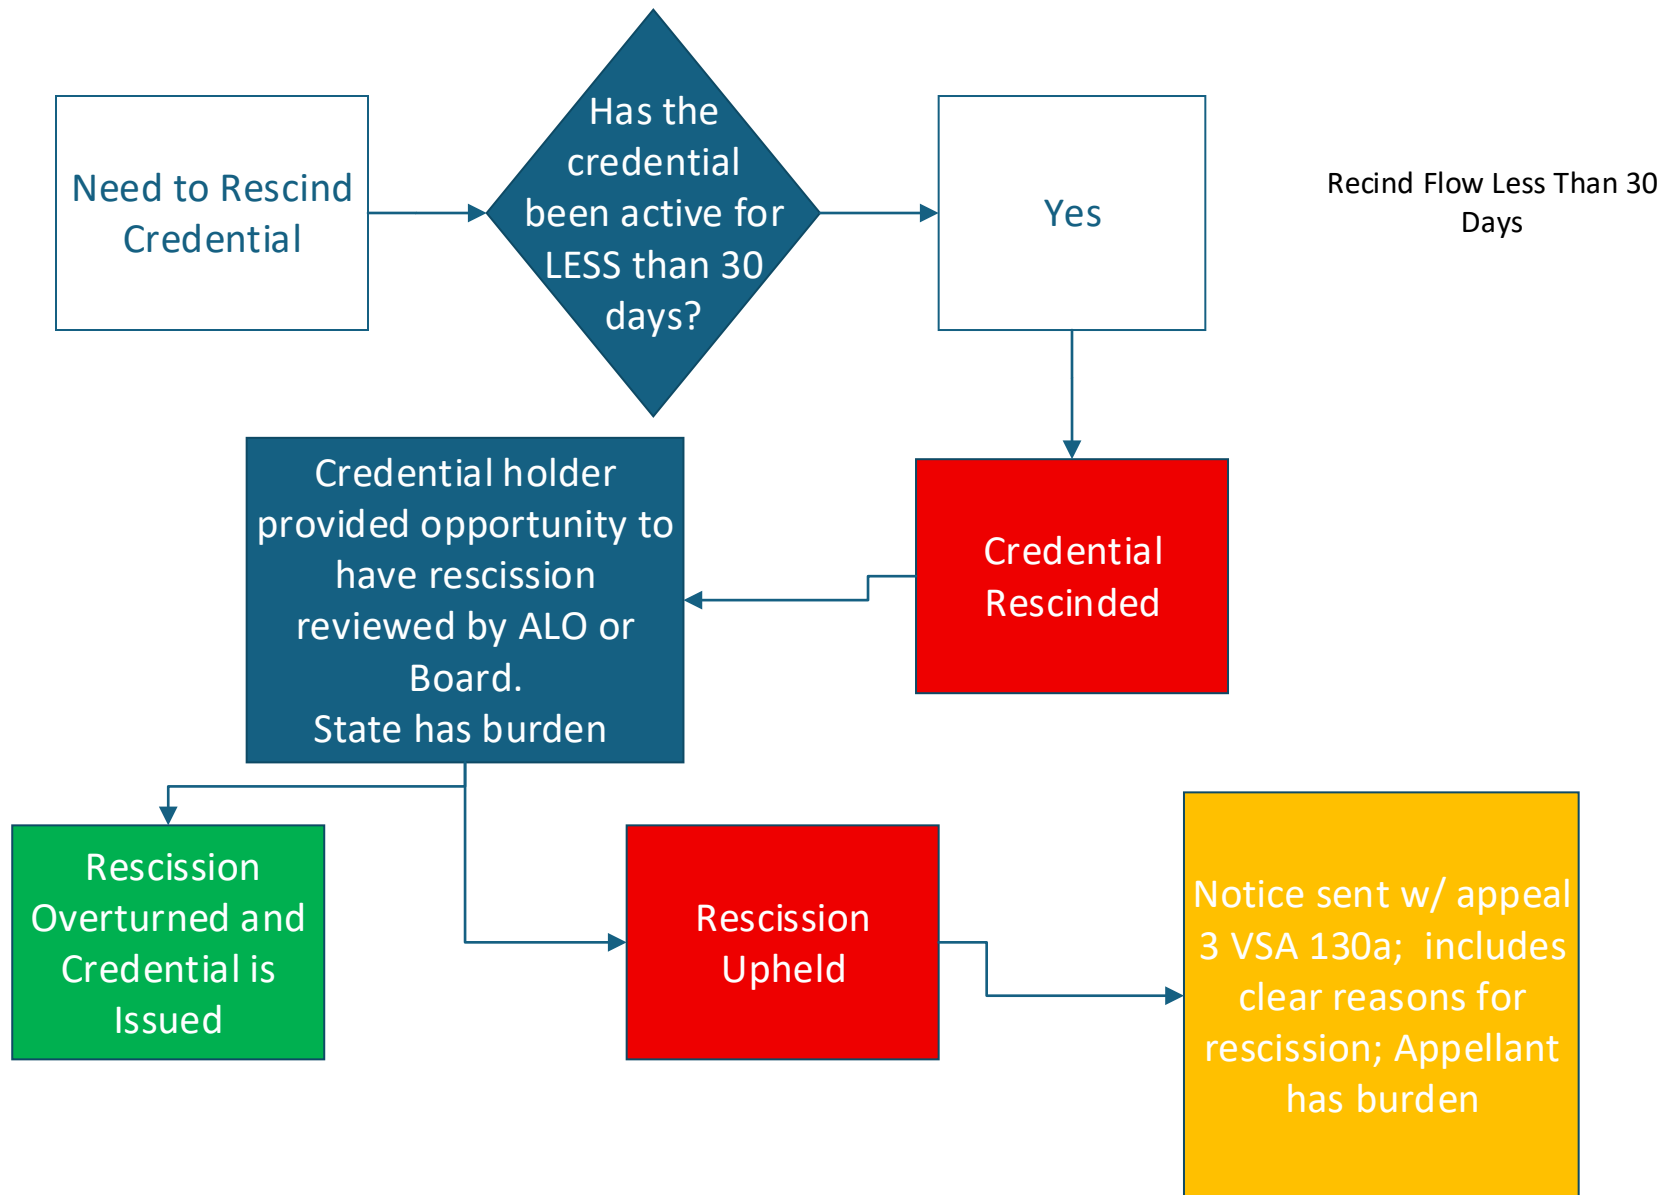 Need to Rescind
Credential
Has the
credential
been active for
LESS than 30
days?
Yes
Recind Flow Less Than 30
Days
Credential holder
provided opportunity to
have rescission
reviewed by ALO or
Board.
State has burden
Credential
Rescinded
Rescission
Overturned and
Credential is
Issued
Rescission
Upheld
Notice sent w/ appeal
3 VSA 130a; includes
clear reasons for
rescission; Appellant
has burden